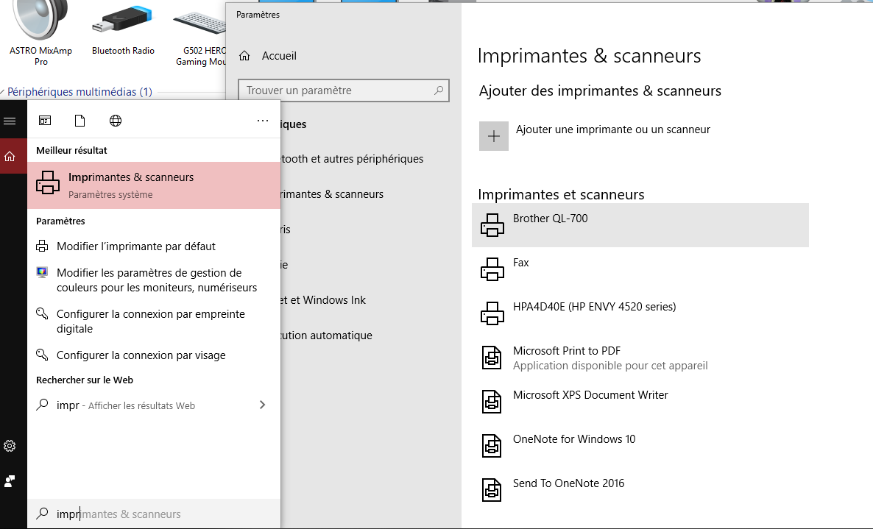 ASTRO MixAmp
Pro
Bluetooth Radio
G502 HERO
Gaming Mou
Périphériques multimédias (1)
Meilleur résultat
Imprimantes & scanneurs
Paramètres système
Paramètres
Modifier l'imprimante par défaut
Modifier les paramètres de gestion de
couleurs pour les moniteurs, numériseurs
Configurer la connexion par empreinte
digitale
Configurer la connexion par visage
Rechercher sur le Web
impr - Afficher les résultats Web
imprimantes & scanneurs
Paramètres
Accueil
Trouver un paramètre
iques
tooth et autres périphériques
rimantes & scanneurs
ris
ie
et et Windows Ink
ution automatique
Imprimantes & scanneurs
Ajouter des imprimantes & scanneurs
Ajouter une imprimante ou un scanneur
Imprimantes et scanneurs
Brother QL-700
Fax
HPA4D40E (HP ENVY 4520 series)
Microsoft Print to PDF
Application disponible pour cet appareil
Microsoft XPS Document Writer
OneNote for Windows 10
Send To OneNote 2016